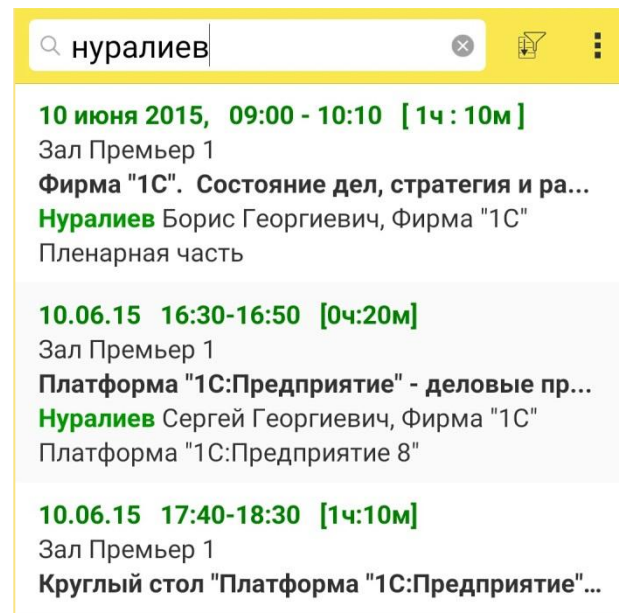 нуралиев
10 июня 2015, 09:00 - 10:10 [ 1ч : 10м ]
Зал Премьер 1
Фирма "1С". Состояние дел, стратегия и ра...
Нуралиев Борис Георгиевич, Фирма "1С"
Пленарная часть
10.06.15 16:30-16:50 [0ч:20м]
Зал Премьер 1
Платформа "1С:Предприятие" - деловые пр...
Нуралиев Сергей Георгиевич, Фирма "1С"
Платформа "1С:Предприятие 8"
10.06.15 17:40-18:30 [1ч:10м]
Зал Премьер 1
Круглый стол "Платформа "1С:Предприятие"...